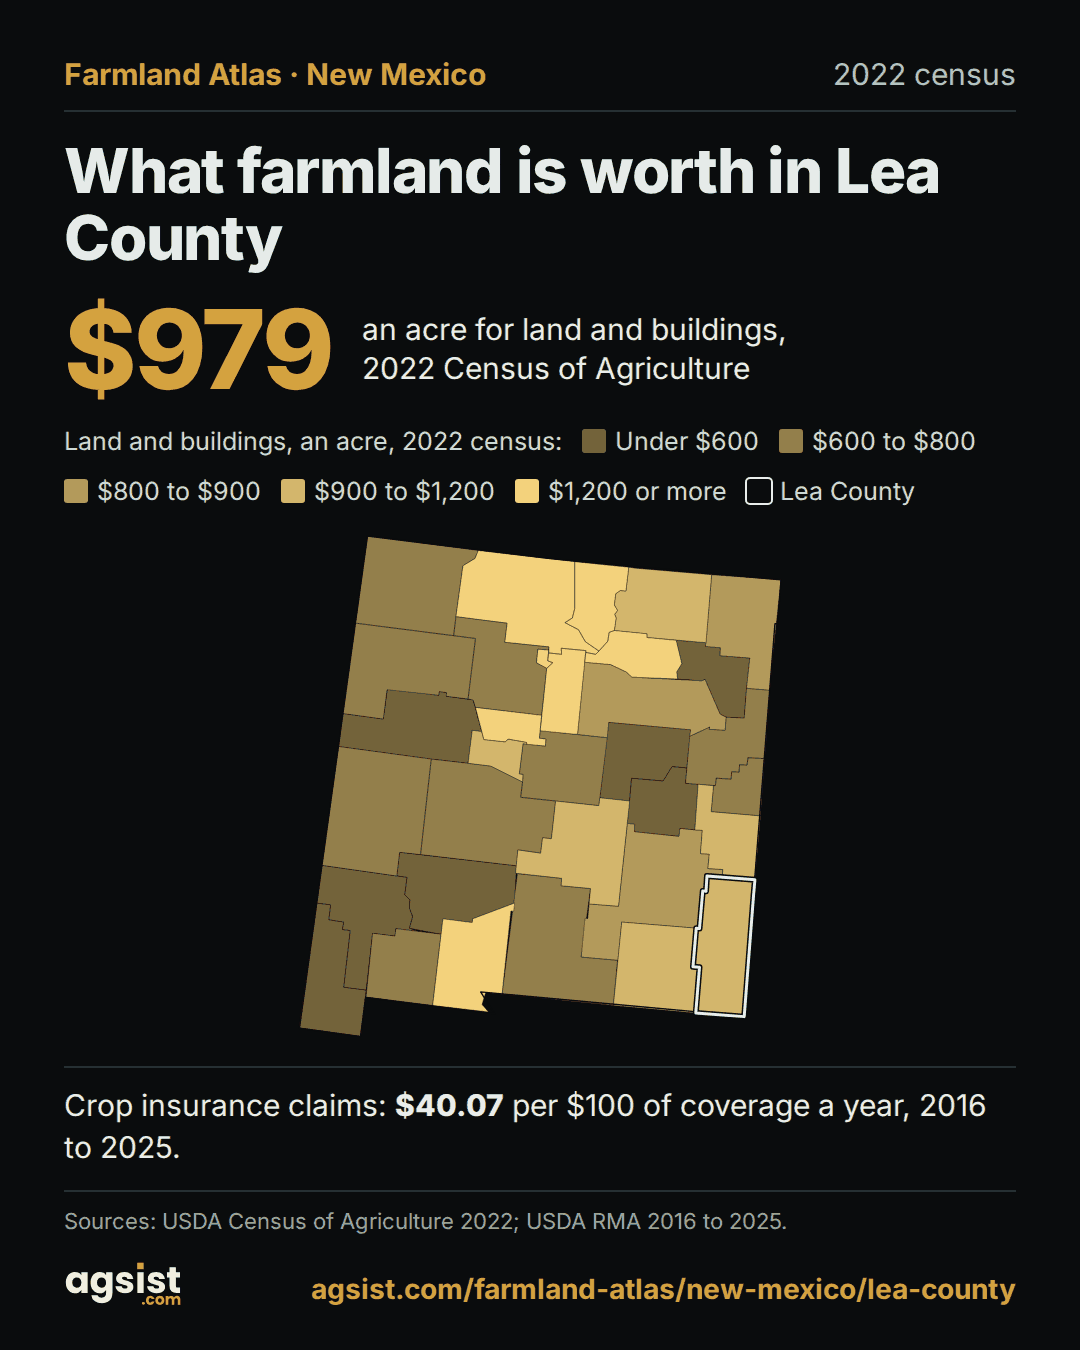 Farmland Atlas · New Mexico
2022 census
What farmland is worth in Lea
County
$979
an acre for land and buildings,
2022 Census of Agriculture
Land and buildings, an acre, 2022 census: Under $600 $600 to $800
$800 to $900 $900 to $1,200 $1,200 or more Lea County
Crop insurance claims: $40.07 per $100 of coverage a year, 2016
to 2025.
Sources: USDA Census of Agriculture 2022; USDA RMA 2016 to 2025.
agsist
.com
agsist.com/farmland-atlas/new-mexico/lea-county